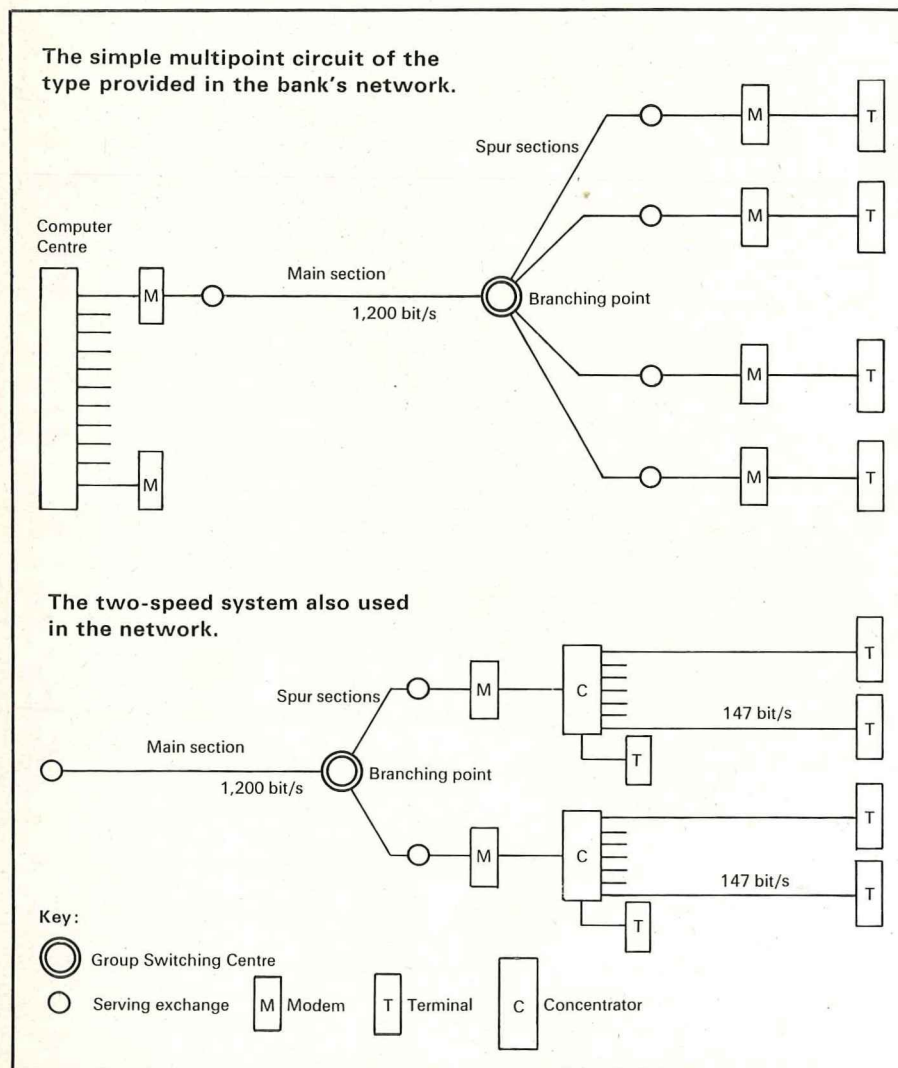 The simple multipoint circuit of the
type provided in the bank's network.
Spur sections
M
T
M
T
Computer
Centre
M
Main section
1,200 bit/s
Branching point
M
T
M
M
T
The two-speed system also used
in the network.
Spur sections
M
C
T
147 bit/s
T
T
Main section
1,200 bit/s
Branching point
M
C
T
147 bit/s
T
T
Key:
Group Switching Centre
Serving exchange
M
Modem
T
Terminal
C
Concentrator